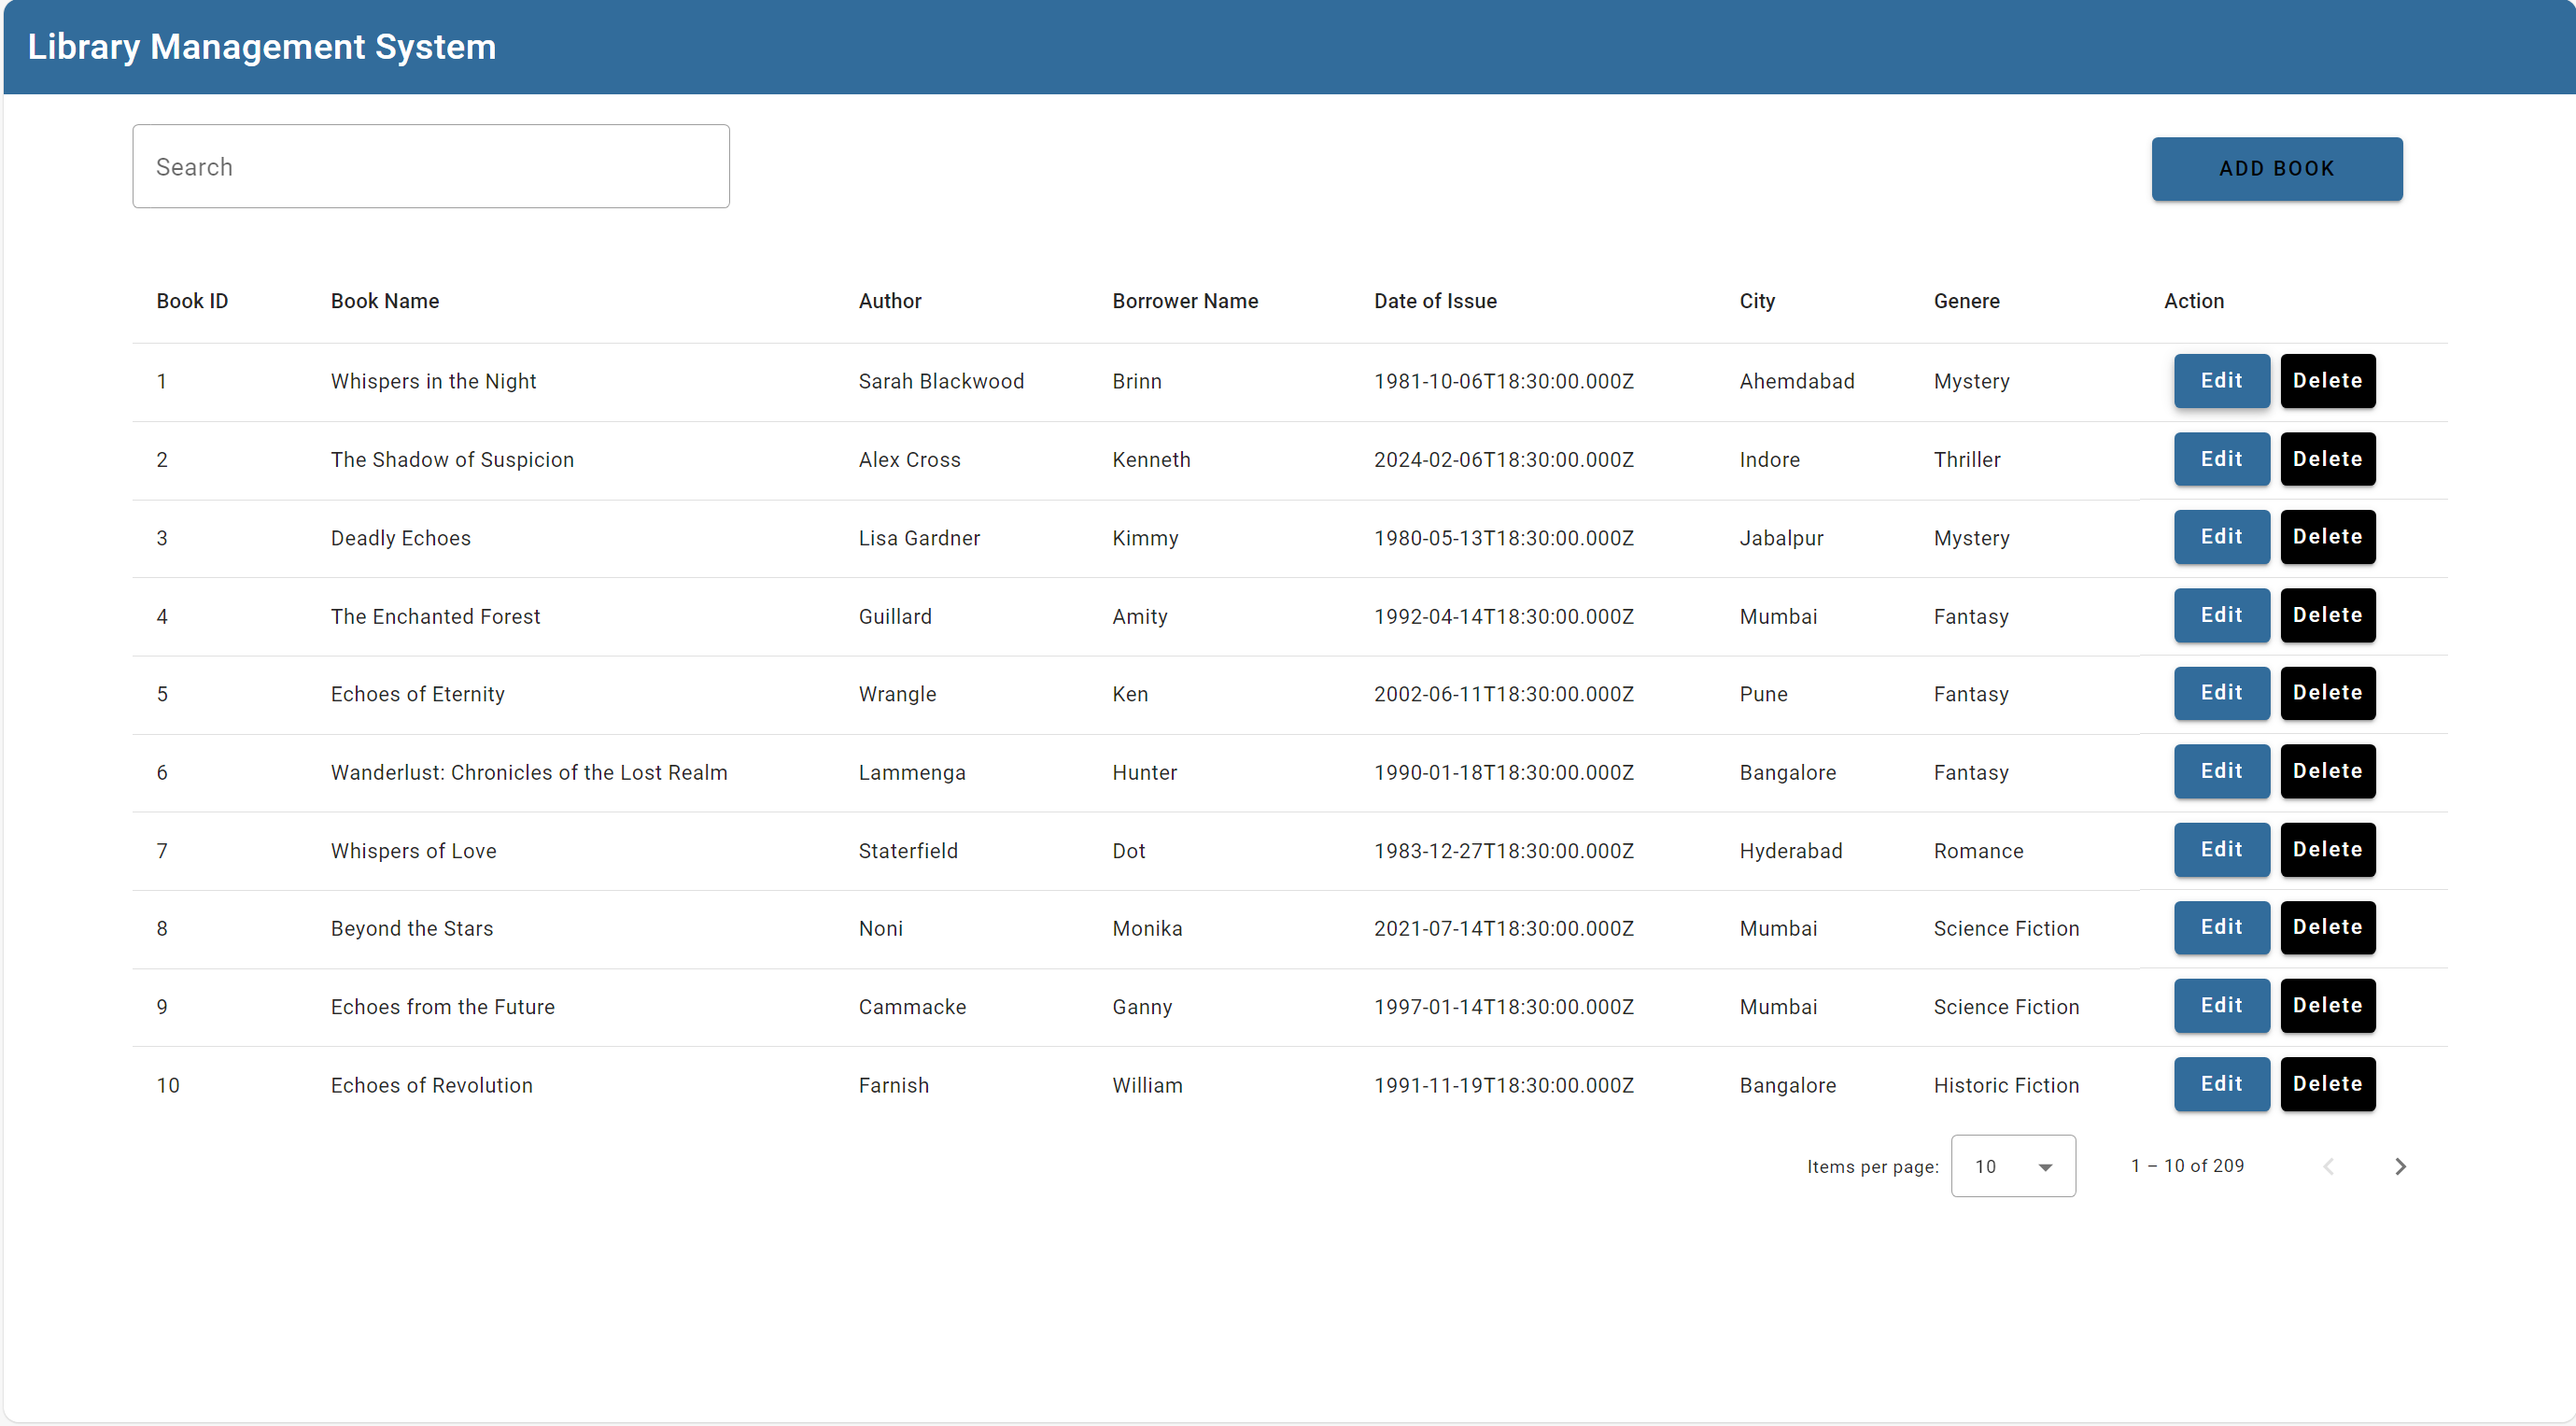 Library Management System
Search
ADD BOOK
Book ID Book Name Author Borrower Name Date of Issue City Genere Action
1 Whispers in the Night Sarah Blackwood Brinn 1981-10-06T18:30:00.000Z Ahemdabad Mystery Edit Delete
2 The Shadow of Suspicion Alex Cross Kenneth 2024-02-06T18:30:00.000Z Indore Thriller Edit Delete
3 Deadly Echoes Lisa Gardner Kimmy 1980-05-13T18:30:00.000Z Jabalpur Mystery Edit Delete
4 The Enchanted Forest Guillard Amity 1992-04-14T18:30:00.000Z Mumbai Fantasy Edit Delete
5 Echoes of Eternity Wrangle Ken 2002-06-11T18:30:00.000Z Pune Fantasy Edit Delete
6 Wanderlust: Chronicles of the Lost Realm Lammenga Hunter 1990-01-18T18:30:00.000Z Bangalore Fantasy Edit Delete
7 Whispers of Love Staterfield Dot 1983-12-27T18:30:00.000Z Hyderabad Romance Edit Delete
8 Beyond the Stars Noni Monika 2021-07-14T18:30:00.000Z Mumbai Science Fiction Edit Delete
9 Echoes from the Future Cammacke Ganny 1997-01-14T18:30:00.000Z Mumbai Science Fiction Edit Delete
10 Echoes of Revolution Farnish William 1991-11-19T18:30:00.000Z Bangalore Historic Fiction Edit Delete
Items per page: 10 1 – 10 of 209